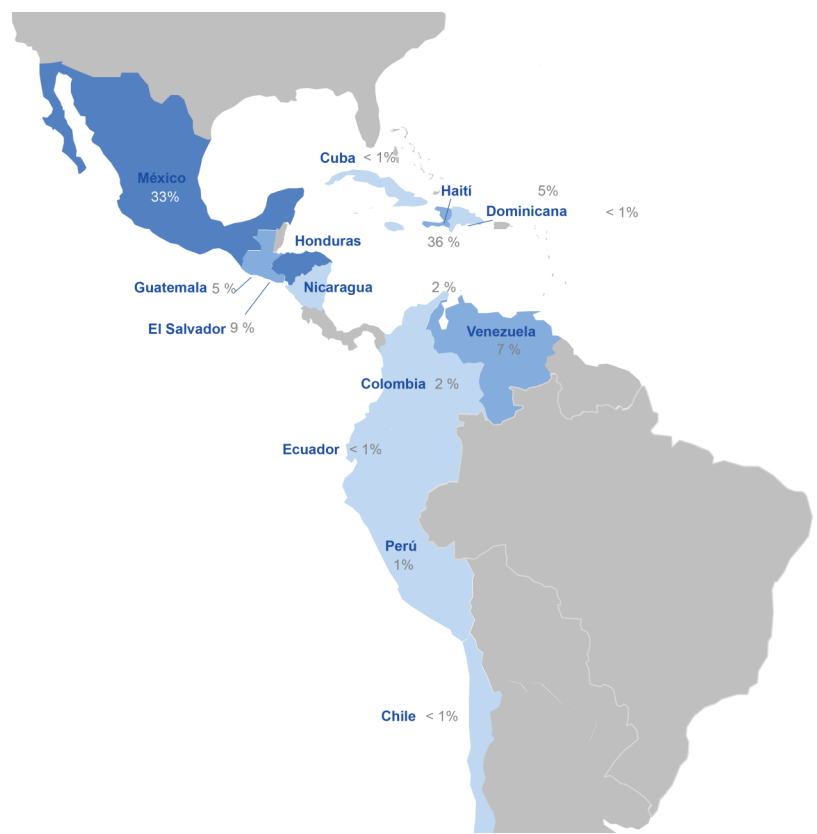 Cuba < 1%
México
33%
Haití
5%
Dominicana
< 1%
Honduras
36 %
Guatemala 5 %
Nicaragua
2 %
El Salvador 9 %
Venezuela
7 %
Colombia 2 %
Ecuador < 1%
Perú
1%
Chile < 1%